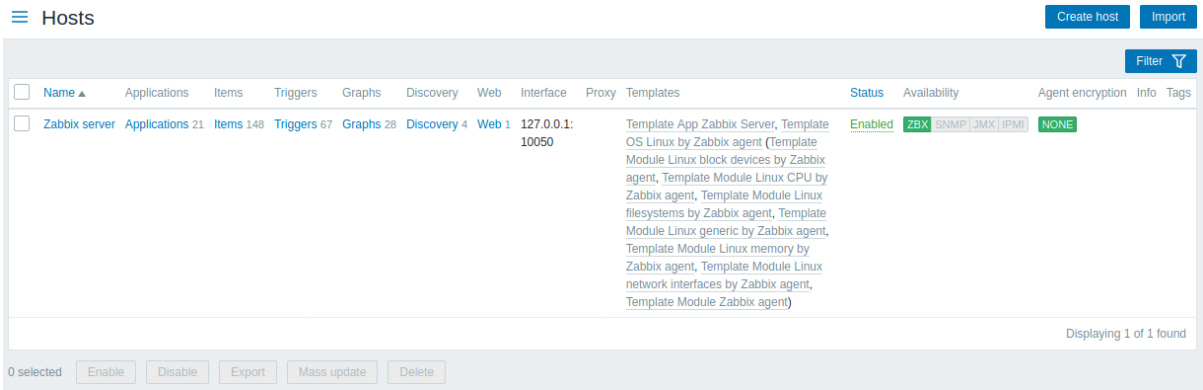 Hosts
Create host
Import
Filter
Name Applications Items Triggers Graphs Discovery Web Interface Proxy Templates Status Availability Agent encryption Info Tags
Zabbix server Applications 21 Items 148 Triggers 67 Graphs 28 Discovery 4 Web 1 127.0.0.1: Template App Zabbix Server, Template Enabled ZBX SNMP JMX IPMI NONE
10050 OS Linux by Zabbix agent (Template
Module Linux block devices by Zabbix
agent, Template Module Linux CPU by
Zabbix agent, Template Module Linux
filesystems by Zabbix agent, Template
Module Linux generic by Zabbix agent,
Template Module Linux memory by
Zabbix agent, Template Module Linux
network interfaces by Zabbix agent,
Template Module Zabbix agent)
Displaying 1 of 1 found
0 selected Enable Disable Export Mass update Delete